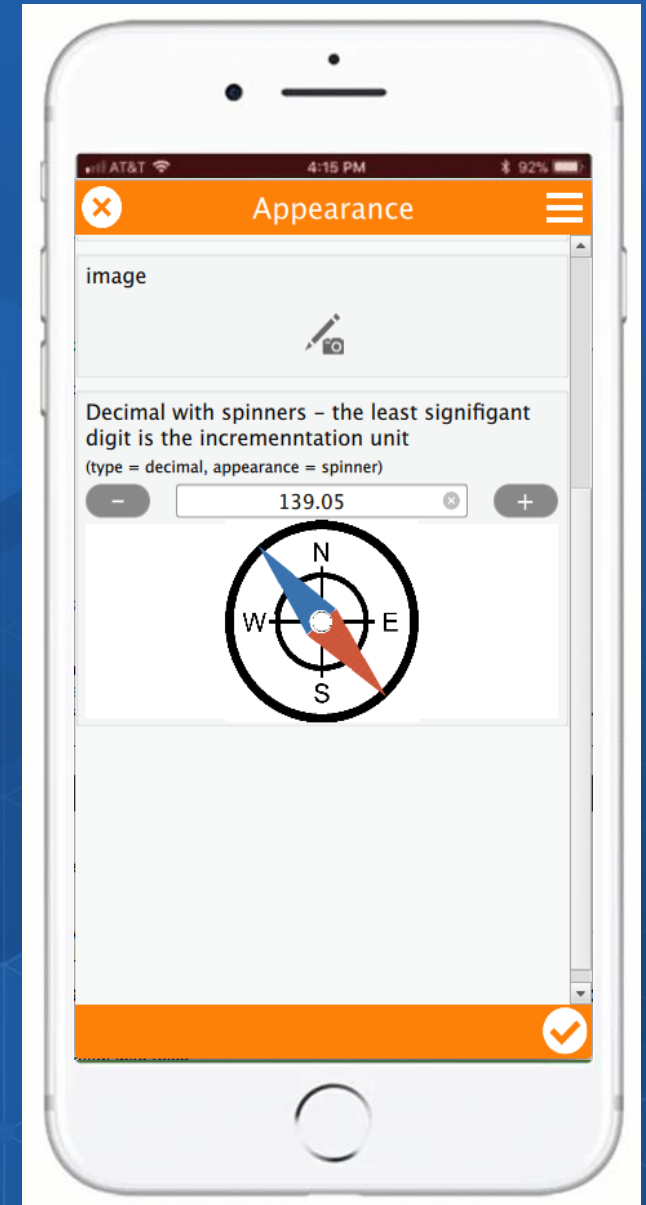 AT&T 4:15 PM 92%
Appearance
image
Decimal with spinners – the least signifigant
digit is the incremenntation unit
(type = decimal, appearance = spinner)
- 139.05 +
N
W E
S